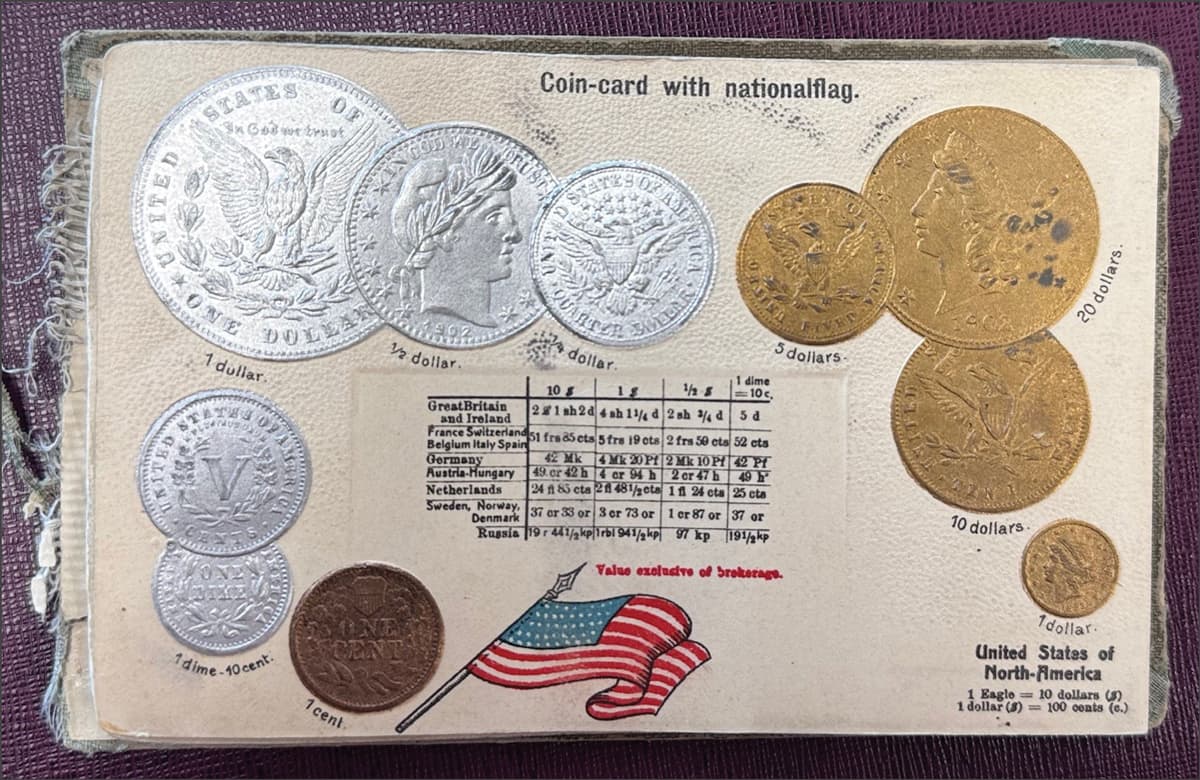 Coin-card with nationalflag.
UNITED STATES OF
In God we trust
ONE DOLLAR
1 dollar.
IN GOD WE TRUST
1902
1/2 dollar.
UNITED STATES OF AMERICA
QUARTER DOLLAR
dollar.
5 dollars.
20 dollars.
10 dollars.
1 dollar.
UNITED STATES OF AMERICA
V
CENTS
ONE
DIME
1 dime-10cent.
ONE
CENT
1 cent.
10 $ 1 $ 1/2 $ 1 dime
=10 c.
Great Britain
and Ireland 2 £ 1 sh 2 d 4 sh 1 1/4 d 2 sh 3/4 d 5 d
France Switzerland
Belgium Italy Spain 51 frs 85 cts 5 frs 19 cts 2 frs 59 cts 52 cts
Germany 42 Mk 4 Mk 20 Pf 2 Mk 10 Pf 42 Pf
Austria-Hungary 49 cr 42 h 4 cr 94 h 2 cr 47 h 49 h
Netherlands 24 fl 85 cts 2 fl 48 1/2 cts 1 fl 24 cts 25 cts
Sweden, Norway,
Denmark 37 cr 33 or 3 cr 73 or 1 cr 87 or 37 or
Russia 19 r 44 1/2 kp 1 rbl 94 1/2 kp 97 kp 19 1/2 kp
Value exclusive of brokerage.
United States of
North-America
1 Eagle = 10 dollars ($)
1 dollar ($) = 100 cents (c.)